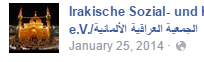 Irakische Sozial- und
e.V./الجمعية العراقية الألمانية
January 25, 2014 ·